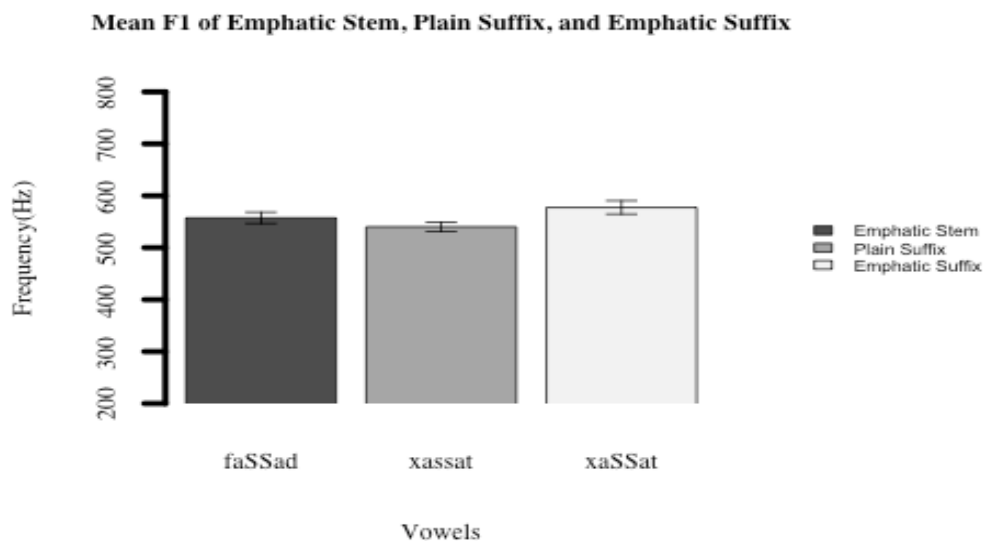 Mean F1 of Emphatic Stem, Plain Suffix, and Emphatic Suffix
Frequency(Hz)
800
700
600
500
400
300
200
faSSad
xassat
xaSSat
Vowels
Emphatic Stem
Plain Suffix
Emphatic Suffix